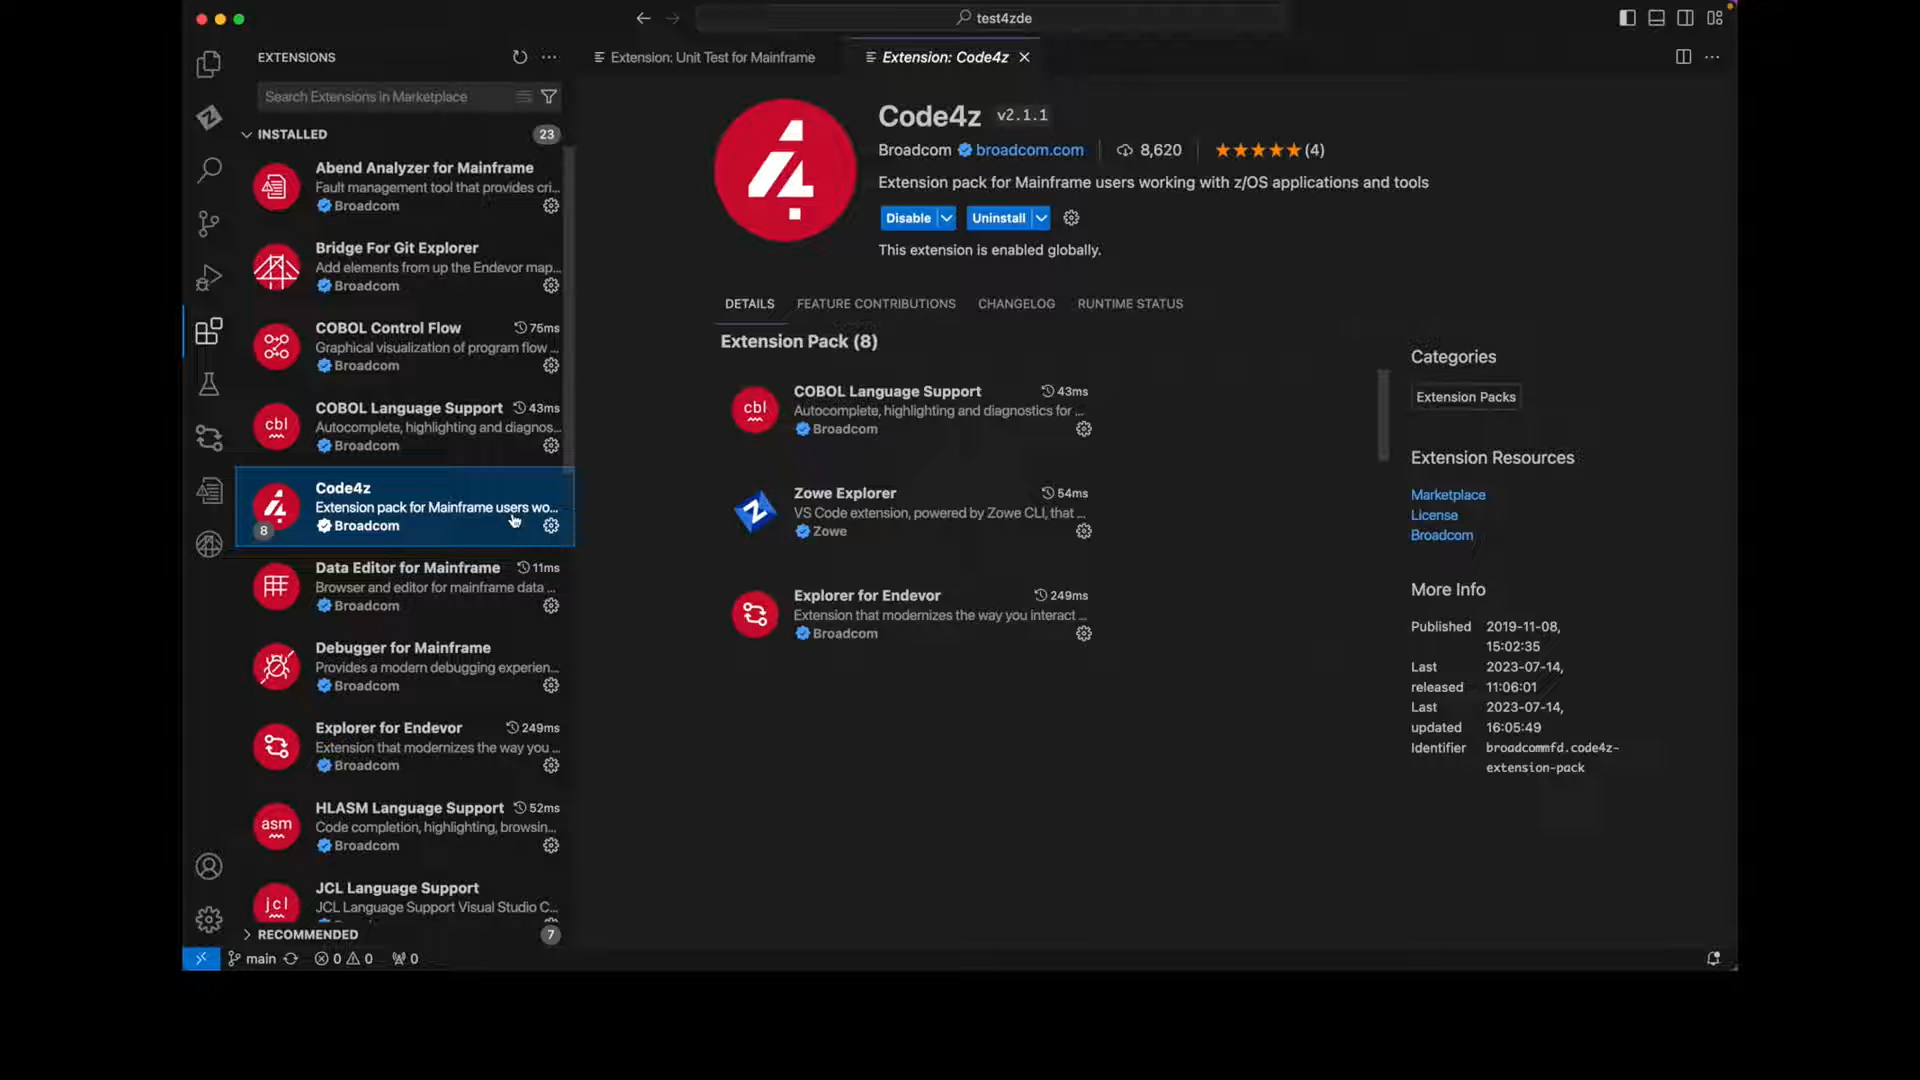 test4zde
EXTENSIONS
Extension: Unit Test for Mainframe
Extension: Code4z
Search Extensions in Marketplace
INSTALLED
23
Abend Analyzer for Mainframe
Fault management tool that provides cri...
Broadcom
Bridge For Git Explorer
Add elements from up the Endevor map...
Broadcom
COBOL Control Flow
75ms
Graphical visualization of program flow ...
Broadcom
cbl
COBOL Language Support
43ms
Autocomplete, highlighting and diagnos...
Broadcom
Code4z
Extension pack for Mainframe users wo...
8
Broadcom
Data Editor for Mainframe
11ms
Browser and editor for mainframe data ...
Broadcom
Debugger for Mainframe
Provides a modern debugging experien...
Broadcom
Explorer for Endevor
249ms
Extension that modernizes the way you ...
Broadcom
asm
HLASM Language Support
52ms
Code completion, highlighting, browsin...
Broadcom
jcl
JCL Language Support
JCL Language Support Visual Studio C...
RECOMMENDED
7
main
0
0
0
Code4z
v2.1.1
Broadcom
broadcom.com
8,620
(4)
Extension pack for Mainframe users working with z/OS applications and tools
Disable
Uninstall
This extension is enabled globally.
DETAILS
FEATURE CONTRIBUTIONS
CHANGELOG
RUNTIME STATUS
Extension Pack (8)
cbl
COBOL Language Support
43ms
Autocomplete, highlighting and diagnostics for ...
Broadcom
Zowe Explorer
54ms
VS Code extension, powered by Zowe CLI, that ...
Zowe
Explorer for Endevor
249ms
Extension that modernizes the way you interact ...
Broadcom
Categories
Extension Packs
Extension Resources
Marketplace
License
Broadcom
More Info
Published 2019-11-08,
15:02:35
Last 2023-07-14,
released 11:06:01
Last 2023-07-14,
updated 16:05:49
Identifier broadcommfd.code4z-
extension-pack